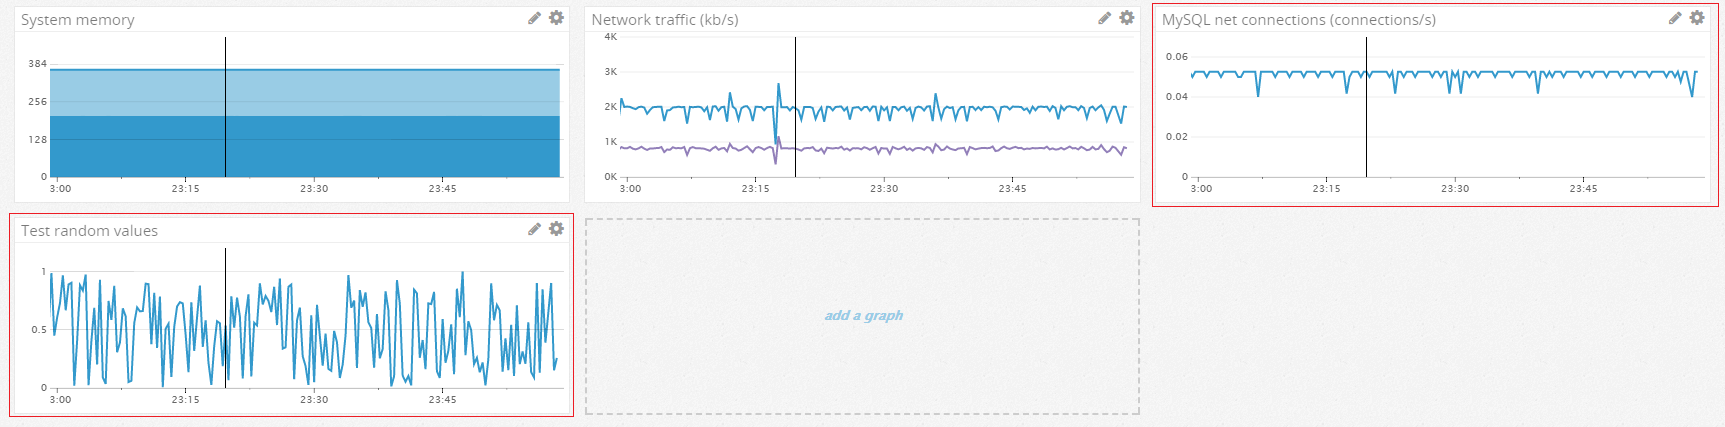 System memory
384
256
128
0
3:00 23:15 23:30 23:45
Network traffic (kb/s)
4K
3K
2K
1K
0K
3:00 23:15 23:30 23:45
MySQL net connections (connections/s)
0.06
0.04
0.02
0
3:00 23:15 23:30 23:45
Test random values
1
0.5
0
3:00 23:15 23:30 23:45
add a graph